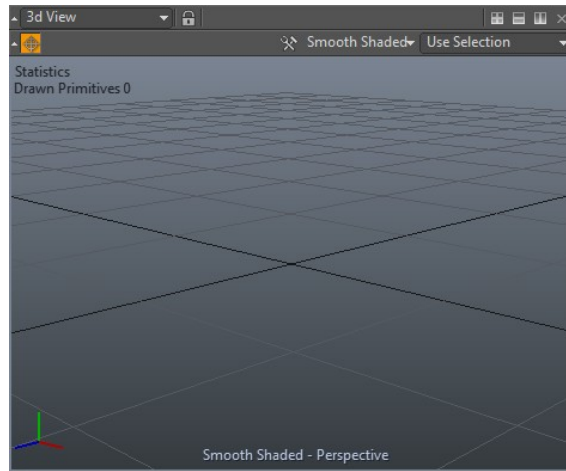 3d View
Smooth Shaded Use Selection
Statistics
Drawn Primitives 0
Smooth Shaded - Perspective